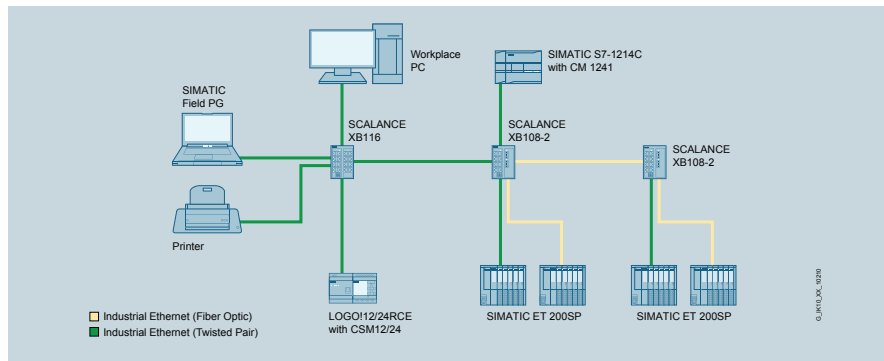 Workplace
PC
SIMATIC S7-1214C
with CM 1241
SIMATIC
Field PG
SCALANCE
XB116
SCALANCE
XB108-2
SCALANCE
XB108-2
Printer
LOGO!12/24RCE
with CSM12/24
SIMATIC ET 200SP
SIMATIC ET 200SP
Industrial Ethernet (Fiber Optic)
Industrial Ethernet (Twisted Pair)
G_IK10_XX_10210